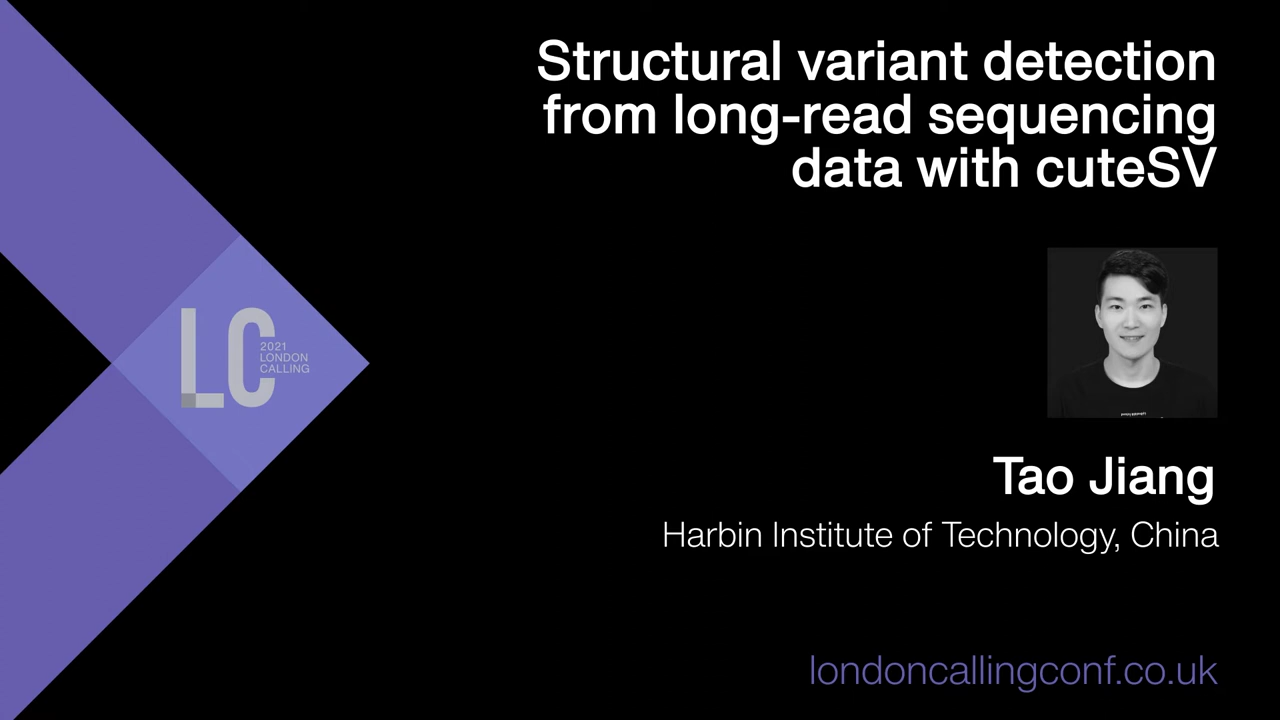 Structural variant detection
from long-read sequencing
data with cuteSV
LC
2021
LONDON
CALLING
Tao Jiang
Harbin Institute of Technology, China
londoncallingconf.co.uk